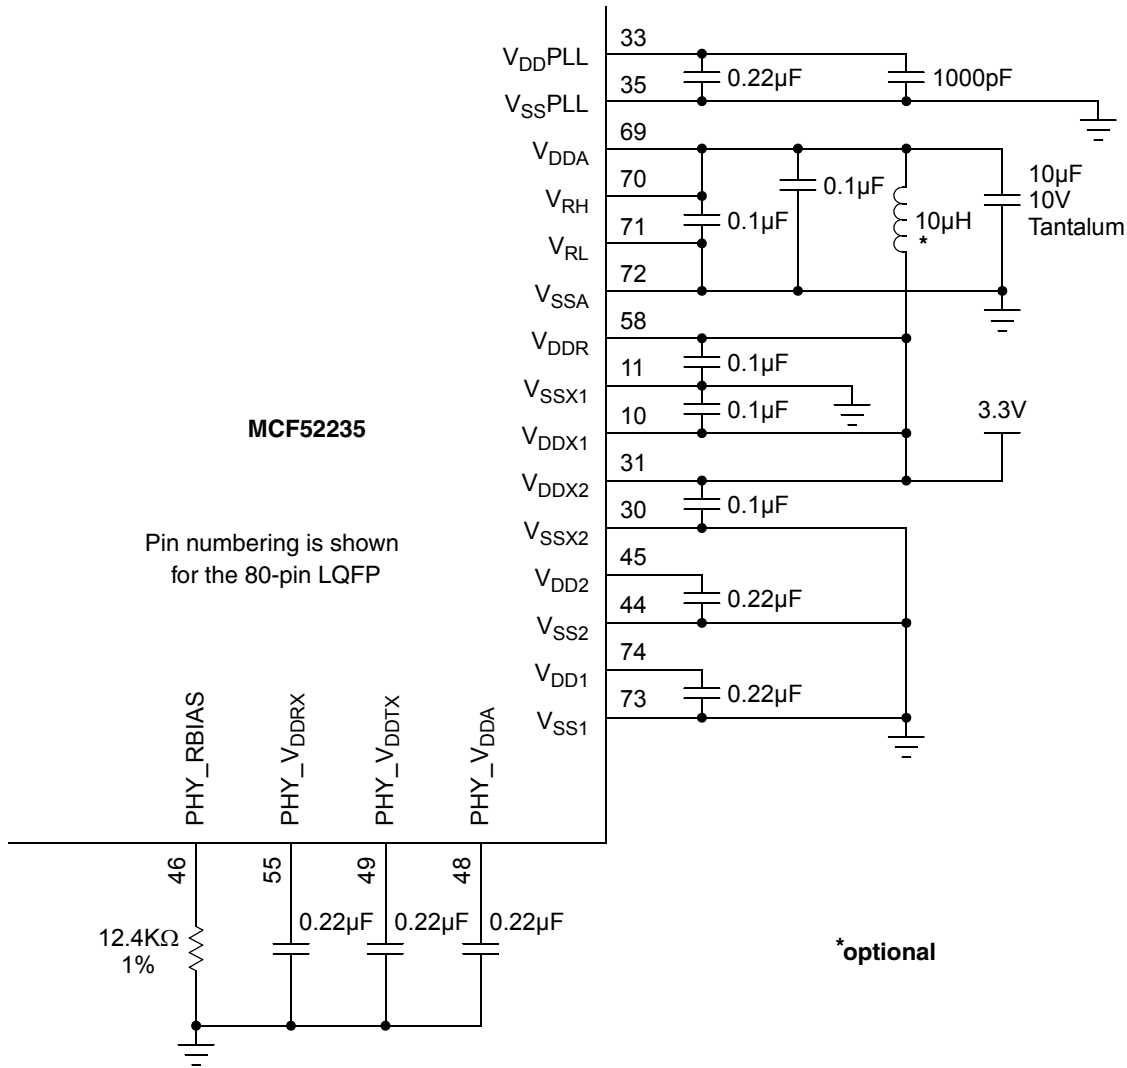 33
VDDPLL
0.22µF
1000pF
35
VSSPLL
69
VDDA
10µF
10V
Tantalum
70
VRH
0.1µF
0.1µF
10µH
*
71
VRL
72
VSSA
58
VDDR
0.1µF
11
VSSX1
0.1µF
10
VDDX1
3.3V
MCF52235
31
VDDX2
0.1µF
30
VSSX2
Pin numbering is shown
for the 80-pin LQFP
45
VDD2
0.22µF
44
VSS2
74
VDD1
0.22µF
73
VSS1
PHY_RBIAS
PHY_VDDRX
PHY_VDDTX
PHY_VDDA
46
55
49
48
12.4KΩ
1%
0.22µF
0.22µF
0.22µF
*optional